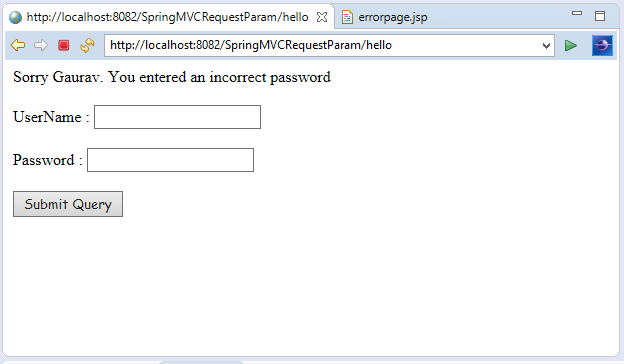 http://localhost:8082/SpringMVCRequestParam/hello
errorpage.jsp
http://localhost:8082/SpringMVCRequestParam/hello
Sorry Gaurav. You entered an incorrect password
UserName :
Password :
Submit Query